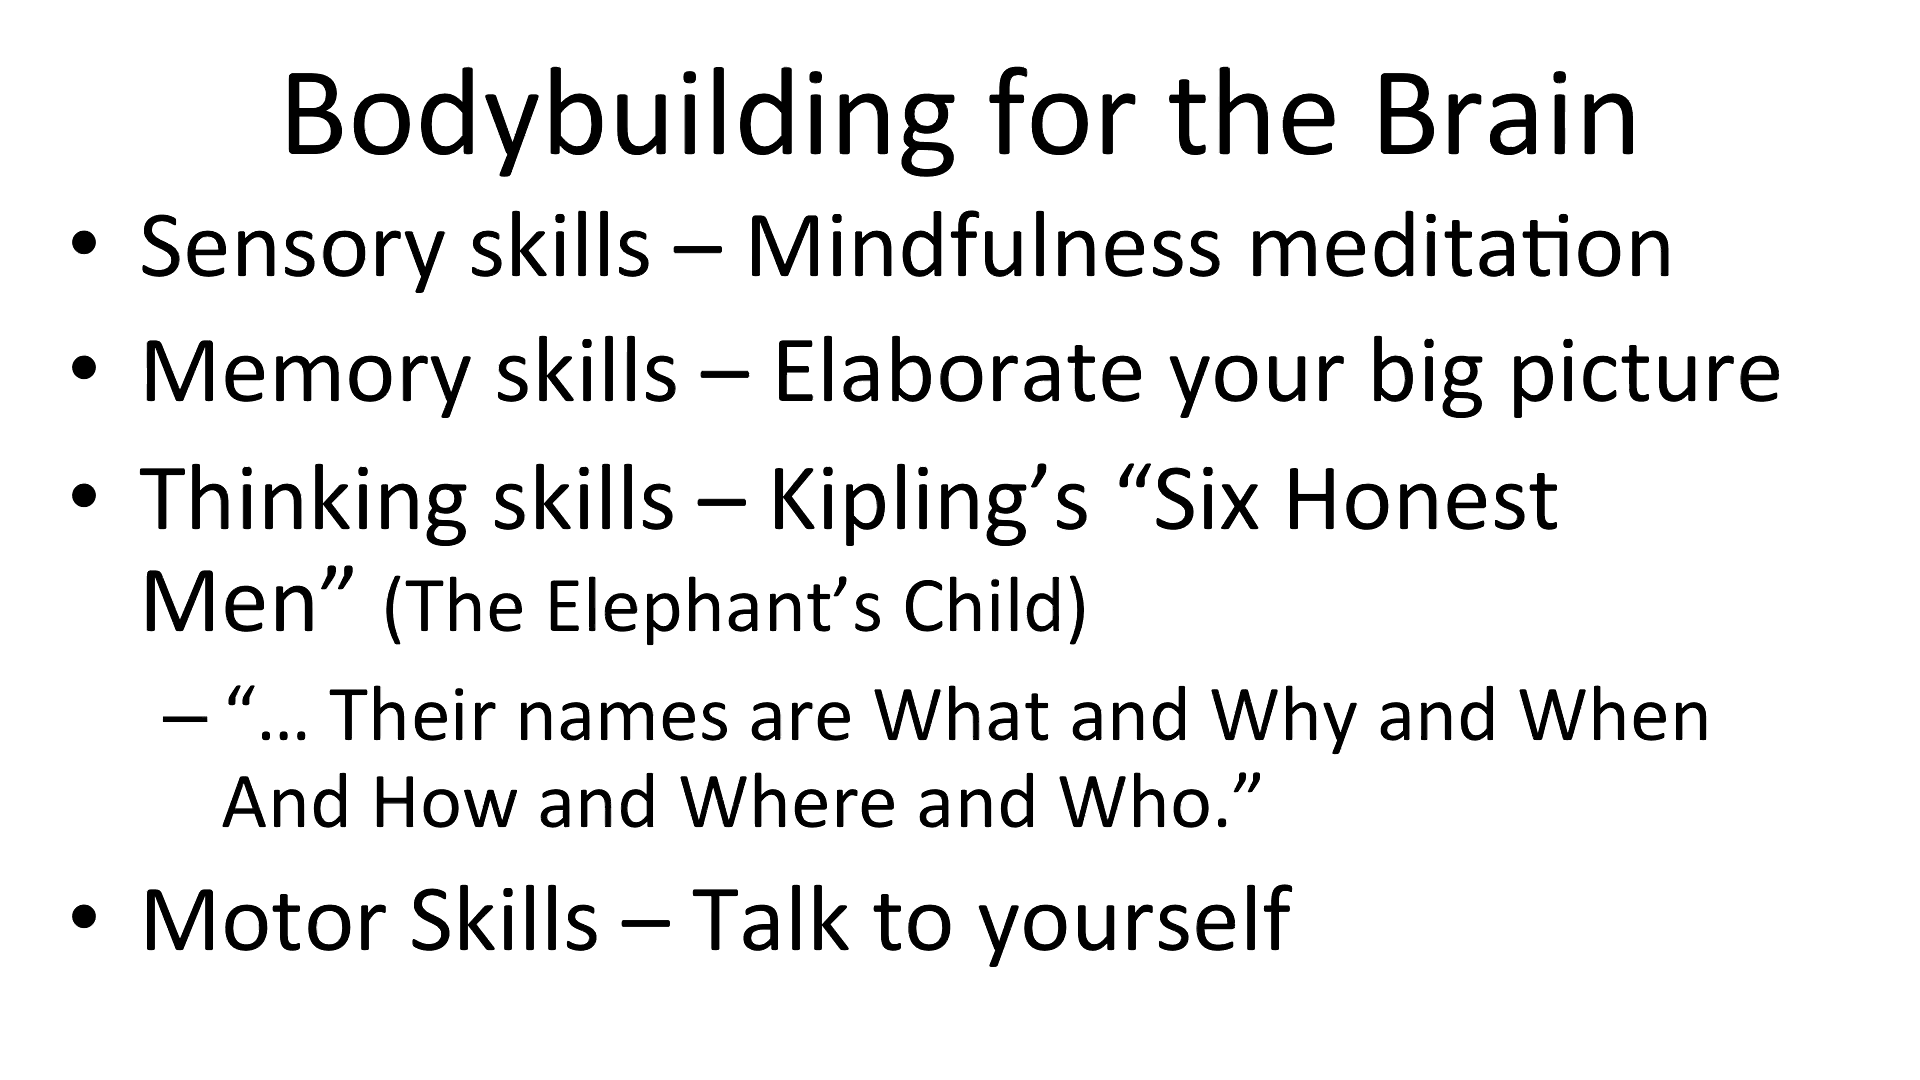 Bodybuilding for the Brain
• Sensory skills – Mindfulness meditation
• Memory skills – Elaborate your big picture
• Thinking skills – Kipling’s “Six Honest
Men” (The Elephant’s Child)
– “… Their names are What and Why and When
And How and Where and Who.”
• Motor Skills – Talk to yourself